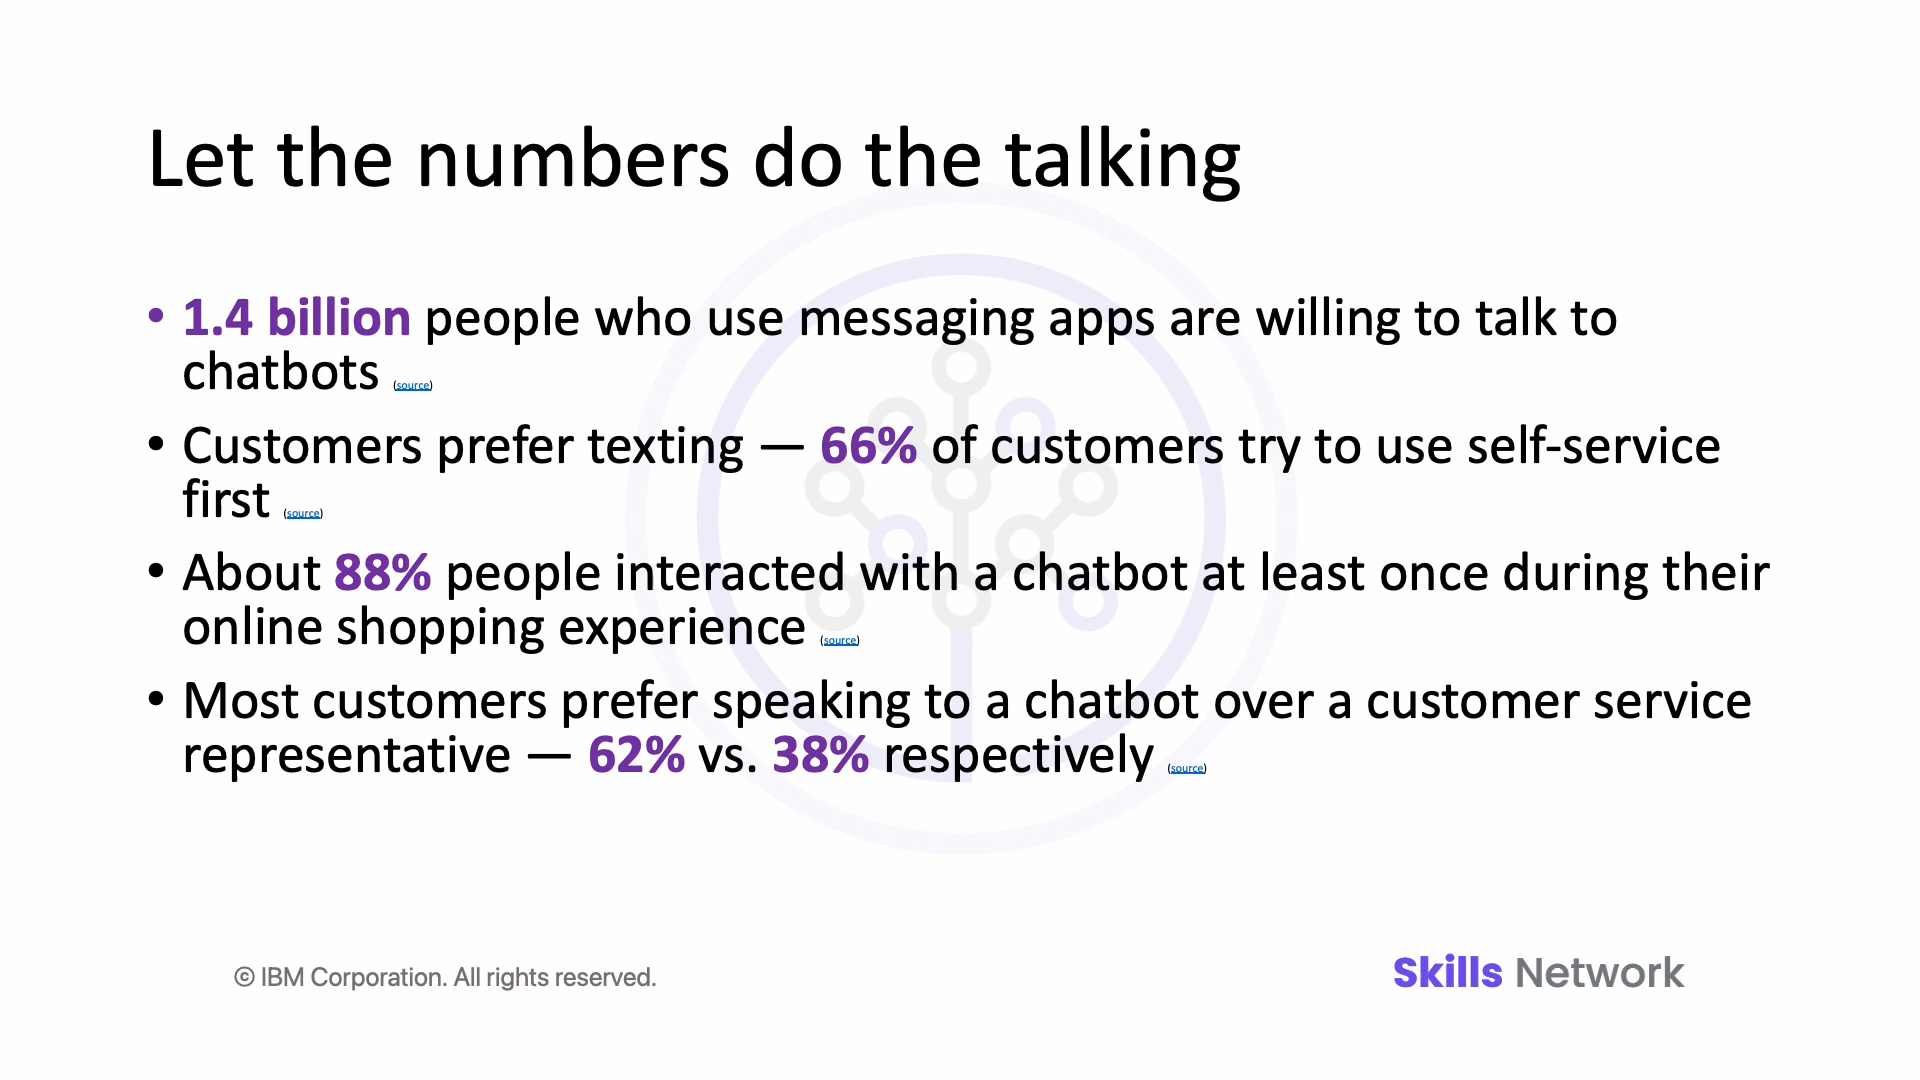 Let the numbers do the talking
• 1.4 billion people who use messaging apps are willing to talk to
chatbots (source)
• Customers prefer texting — 66% of customers try to use self-service
first (source)
• About 88% people interacted with a chatbot at least once during their
online shopping experience (source)
• Most customers prefer speaking to a chatbot over a customer service
representative — 62% vs. 38% respectively (source)
© IBM Corporation. All rights reserved.
Skills Network